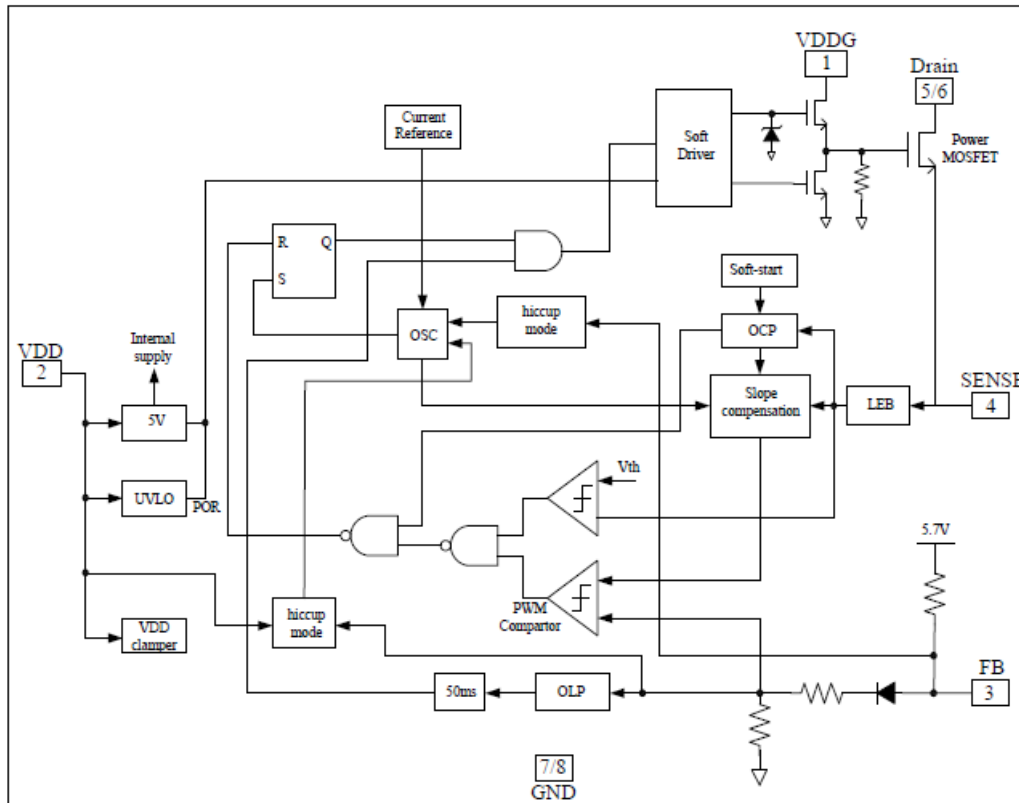 VDDG
1
Drain
5/6
Current
Reference
Soft
Driver
Power
MOSFET
R
Q
S
Soft-start
hiccup
mode
OSC
OCP
Internal
supply
VDD
2
Slope
compensation
LEB
SENSE
4
5V
Vth
UVLO
POR
5.7V
hiccup
mode
PWM
Compartor
VDD
clamper
FB
3
50ms
OLP
7/8
GND